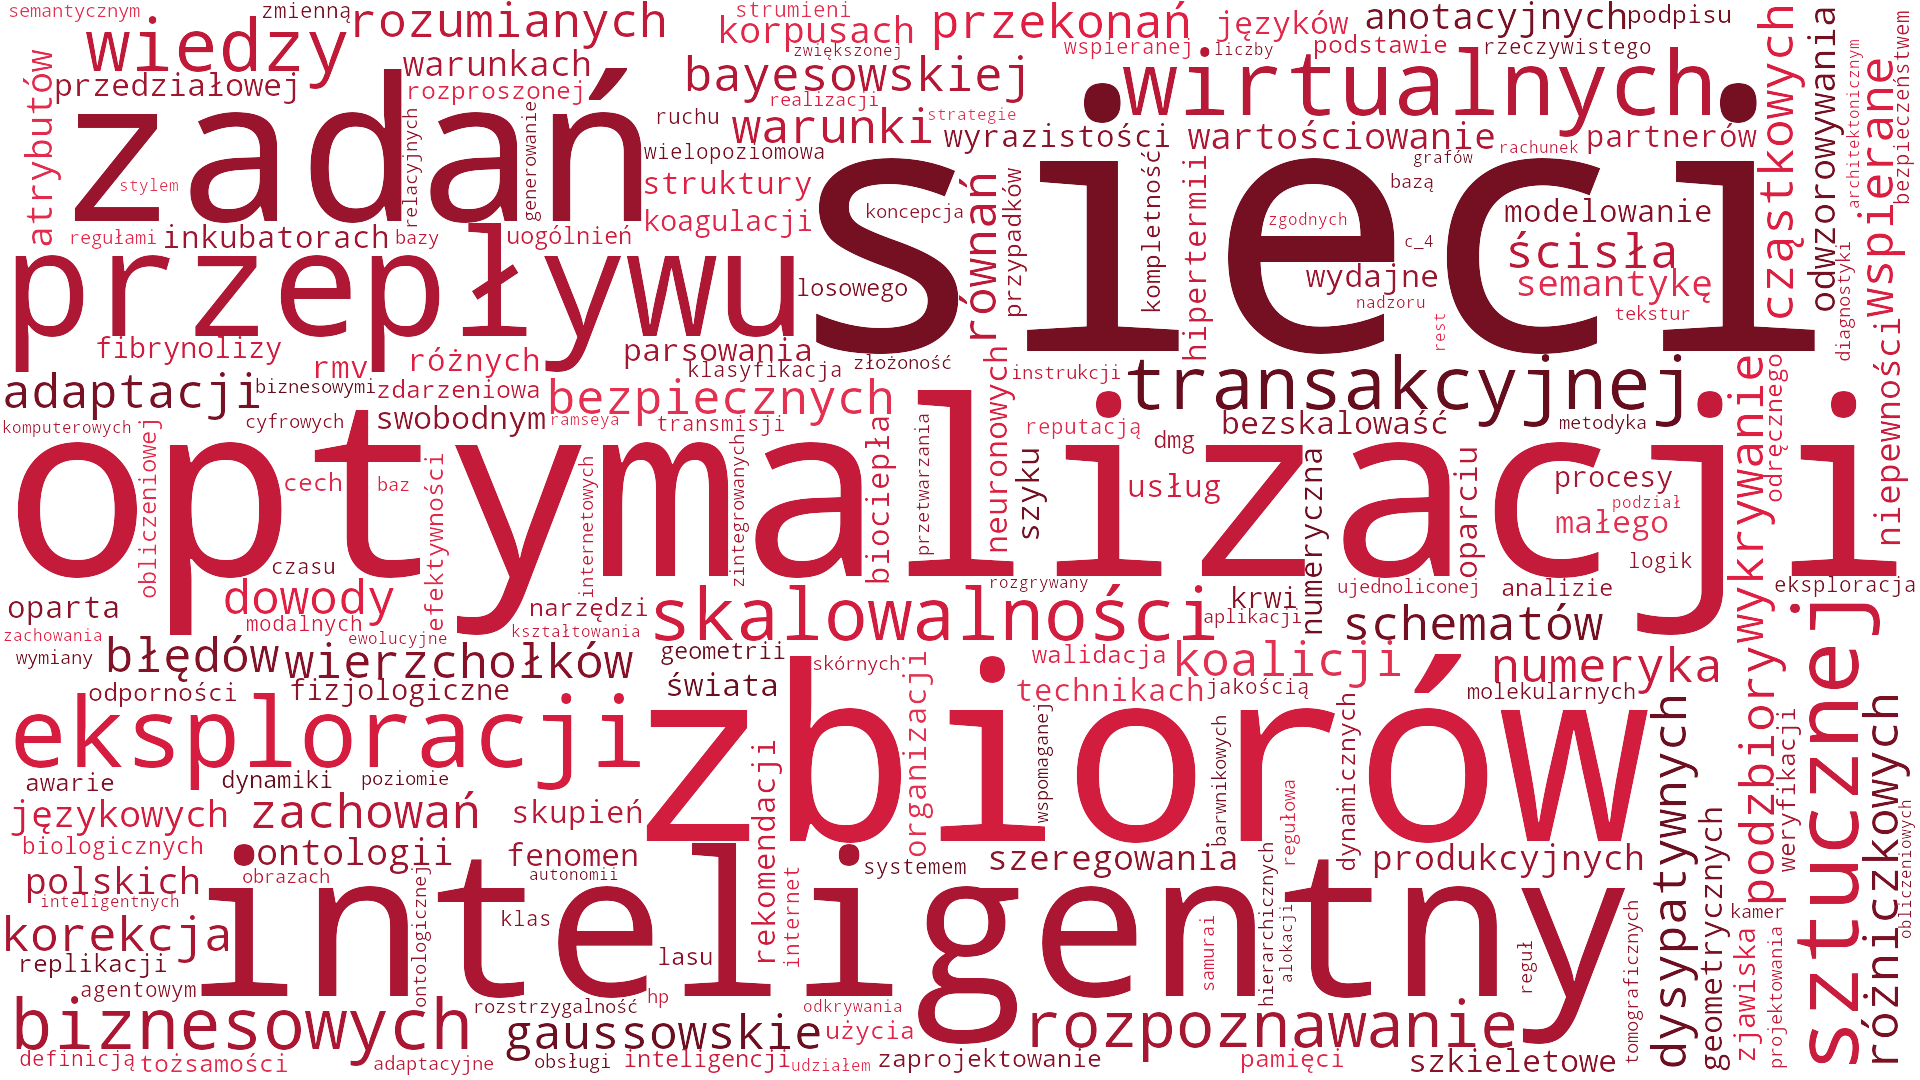 semantycznym
zmienną
rozumianych
strumieni
korpusach
zwiększonej
przekonań
języków
anotacyjnych
podpisu
wiedzy
przedziałowej
warunkach
rozproszonej
bayesowskiej
realizacji
wspieranej
liczby
podstawie
rzeczywistego
wirtualnych
cząstkowych
odwzorowywania
architektonicznym
wspierane
bezpieczeństwem
atrybutów
zadań
stylem
relacyjnych
generowanie
ruchu
warunki
strategie
wyrazistości
wartościowanie
rachunek
partnerów
wielopoziomowa
struktury
koagulacji
sieci
koncepcja
przypadków
równań
kompletność
hipertermii
zgodnych
grafów
bazą
modelowanie
c_4
ścisła
wydajne
semantykę
nadzoru
tekstur
rest
diagnostyki
regułami
inkubatorach
bazy
uogólnień
przepływu
losowego
fibrynolizy
rmv
różnych
parsowania
klasyfikacja
złożoność
adaptacji
biznesowymi
zdarzeniowa
bezpiecznych
instrukcji
transakcyjnej
niepewności
komputerowych
cyfrowych
swobodnym
ramseya
transmisji
reputacją
dmg
bezskalowaść
metodyka
odręcznego
wykrywanie
optymalizacji
obliczeniowej
cech
baz
efektywności
internetowych
zintegrowanych
biociepła
przetwarzania
neuronowych
szyku
usług
numeryczna
oparciu
procesy
podział
małego
logik
czasu
rozgrywany
ujednoliconej
analizie
eksploracja
oparta
dowody
modalnych
narzędzi
kształtowania
ewolucyjne
skalowalności
krwi
aplikacji
schematów
zachowania
wymiany
błędów
wierzchołków
geometrii
skórnych
walidacja
koalicji
numeryka
odporności
fizjologiczne
świata
technikach
jakością
molekularnych
podzbiory
sztucznej
eksploracji
zbiorów
organizacji
wspomaganej
barwnikowych
dynamicznych
dysypatywnych
weryfikacji
różniczkowych
awarie
dynamiki
poziomie
rekomendacji
językowych
zachowań
skupień
regułowa
geometrycznych
obliczeniowych
biologicznych
ontologii
fenomen
systemem
szeregowania
produkcyjnych
polskich
obrazach
autonomii
inteligentnych
inteligentny
ontologicznej
klas
internet
hierarchicznych
alokacji
kamer
korekcja
replikacji
lasu
samurai
reguł
tomograficznych
zjawiska
projektowania
agentowym
rozstrzygalność
hp
odkrywania
biznesowych
gaussowskie
użycia
rozpoznawanie
definicją
tożsamości
adaptacyjne
obsługi
inteligencji
udziałem
zaprojektowanie
pamięci
szkieletowe